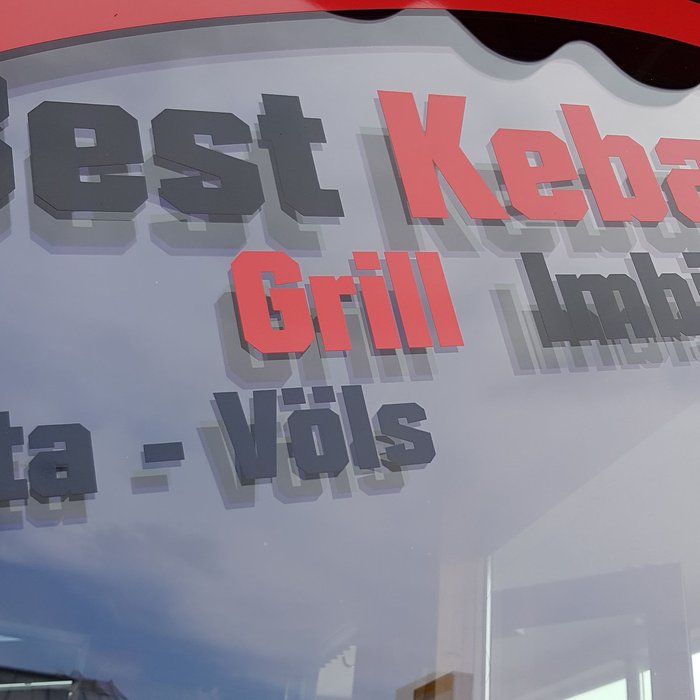 Best Keba
Grill Imbi
ta - Völs